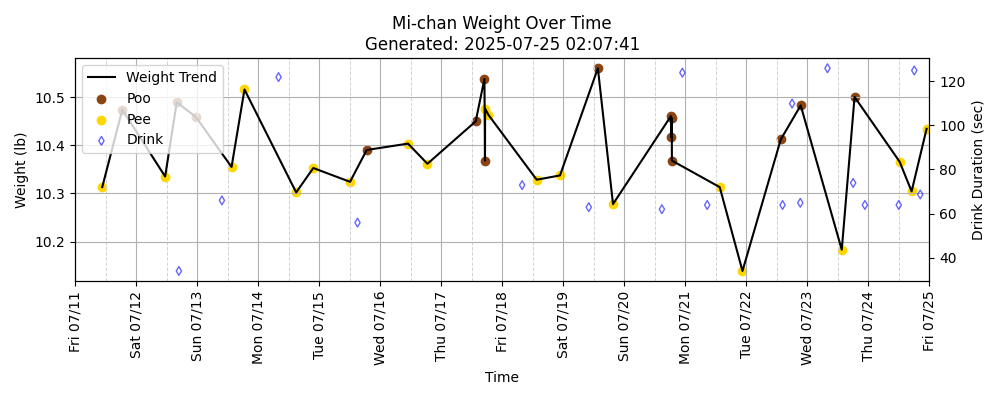 Mi-chan Weight Over Time
Generated: 2025-07-25 02:07:41
Weight Trend
Poo
Pee
Drink
Weight (lb)
10.5
10.4
10.3
10.2
Drink Duration (sec)
120
100
80
60
40
Fri 07/11
Sat 07/12
Sun 07/13
Mon 07/14
Tue 07/15
Wed 07/16
Thu 07/17
Fri 07/18
Sat 07/19
Sun 07/20
Mon 07/21
Tue 07/22
Wed 07/23
Thu 07/24
Fri 07/25
Time